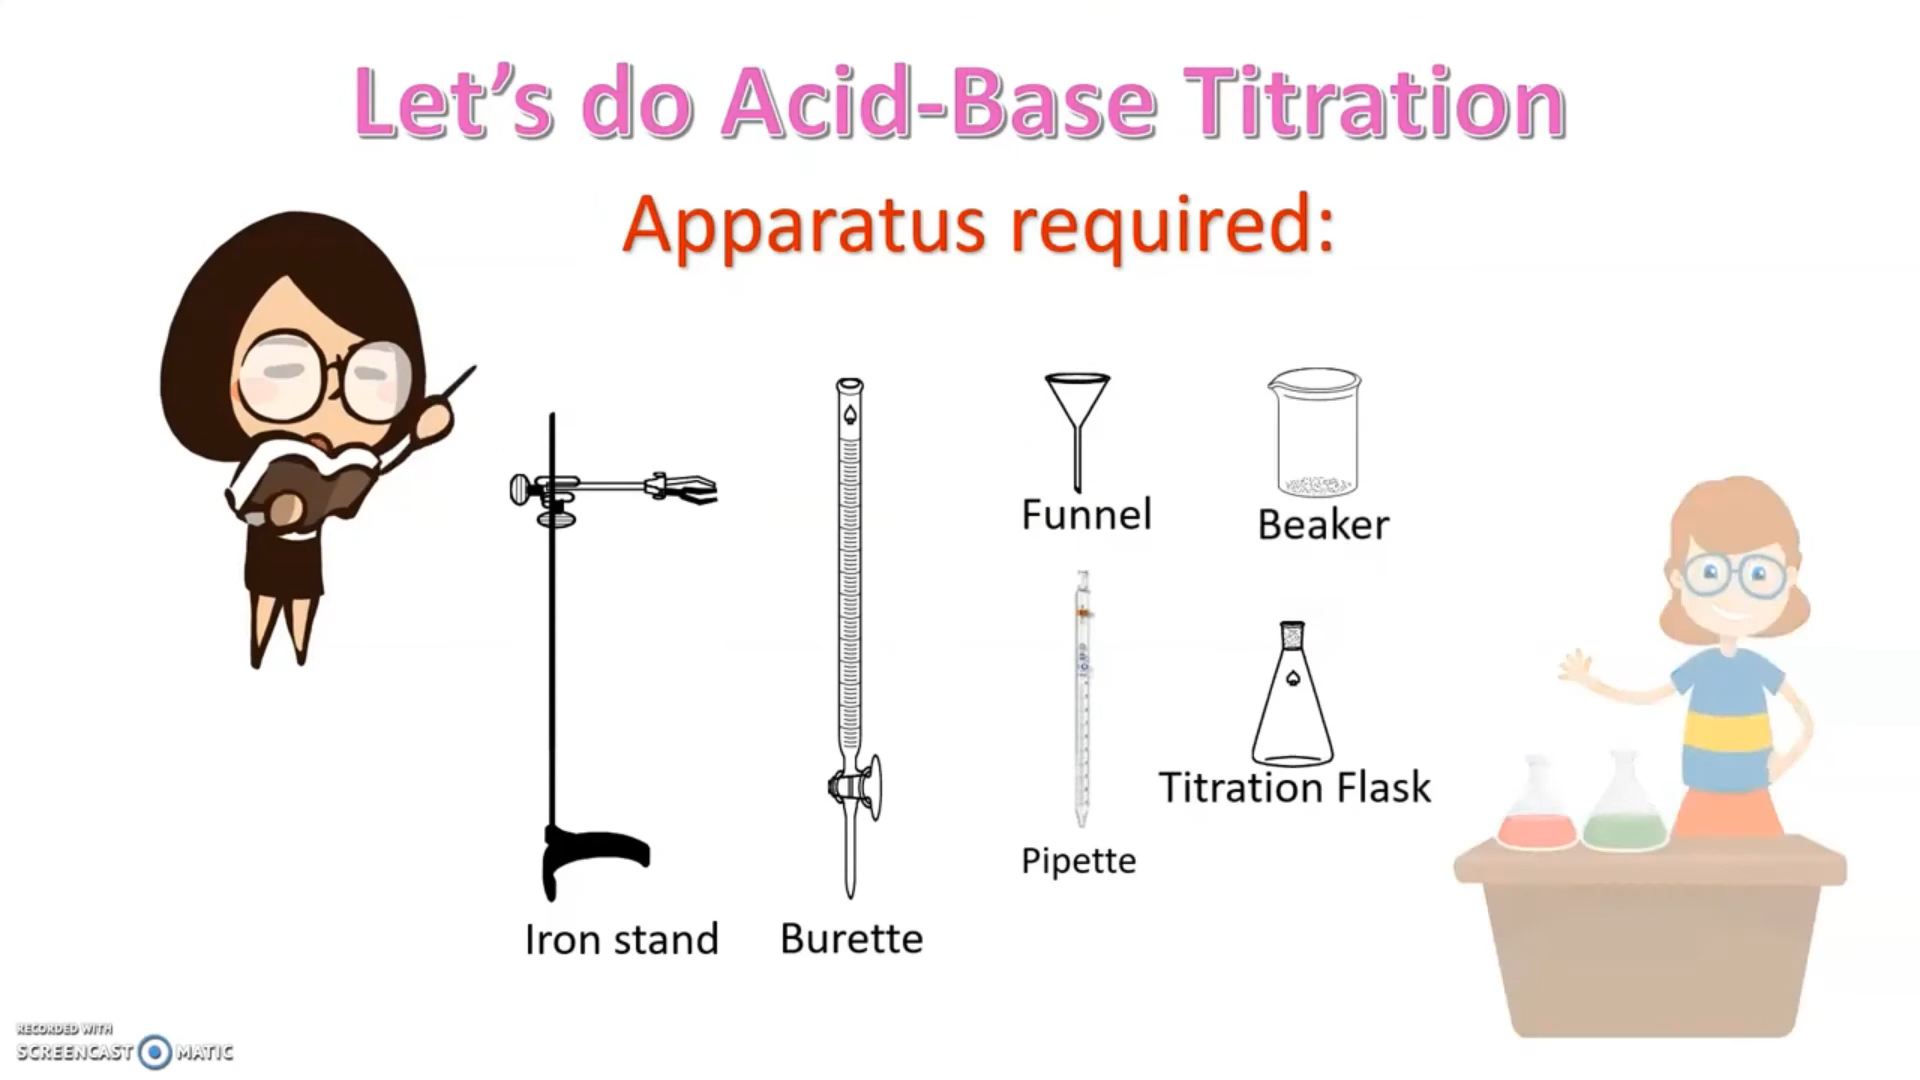 Let's do Acid-Base Titration
Apparatus required:
Funnel
Beaker
Titration Flask
Pipette
Iron stand
Burette
RECORDED WITH
SCREENCAST MATIC